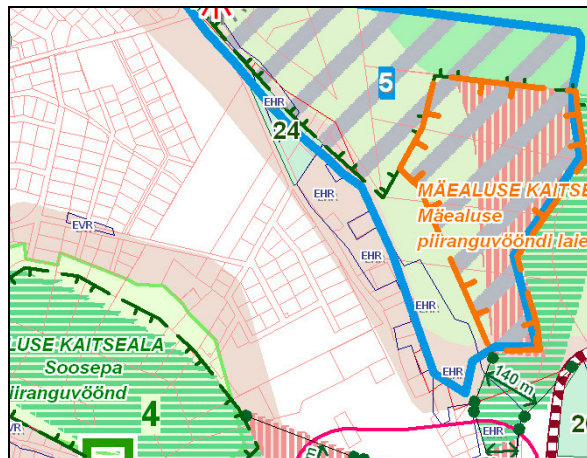 5
EHR
24
EHR
MÄEALUSE KAITSE
Mäealuse
piiranguvööndi laie
EVR
EHR
EHR
LUSE KAITSEALA
Soosepa
iiranguvöönd
EHR
140 m
4
EHR
m